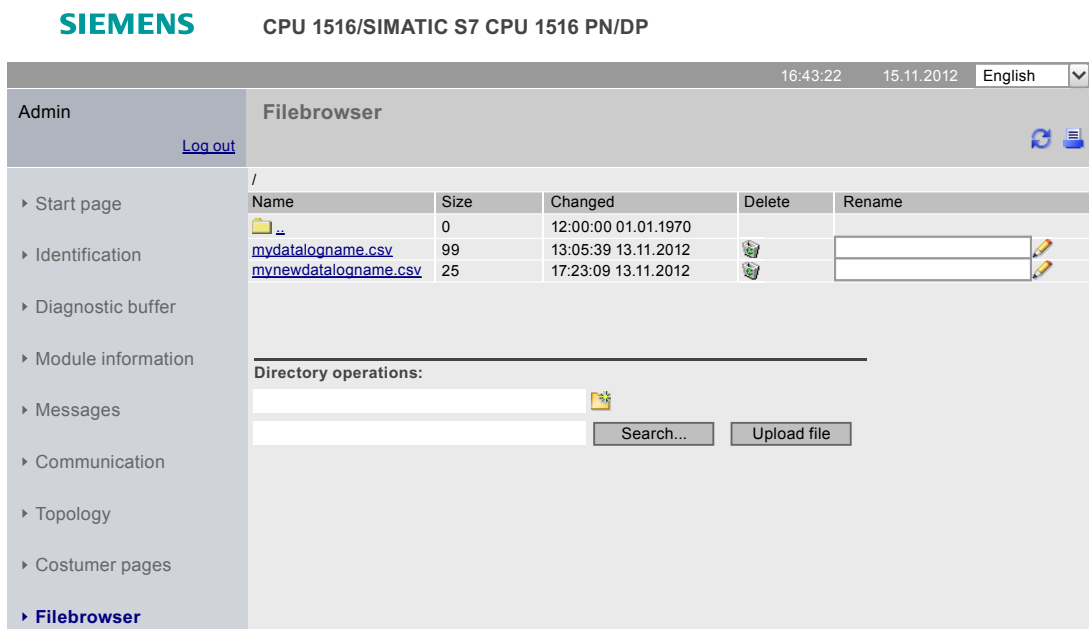 SIEMENS CPU 1516/SIMATIC S7 CPU 1516 PN/DP
16:43:22 15.11.2012 English
Admin Filebrowser
Log out
/
Name Size Changed Delete Rename
.. 0 12:00:00 01.01.1970
mydatalogname.csv 99 13:05:39 13.11.2012
mynewdatalogname.csv 25 17:23:09 13.11.2012
Start page
Identification
Diagnostic buffer
Module information
Messages
Communication
Topology
Costumer pages
Filebrowser
Directory operations:
Search... Upload file